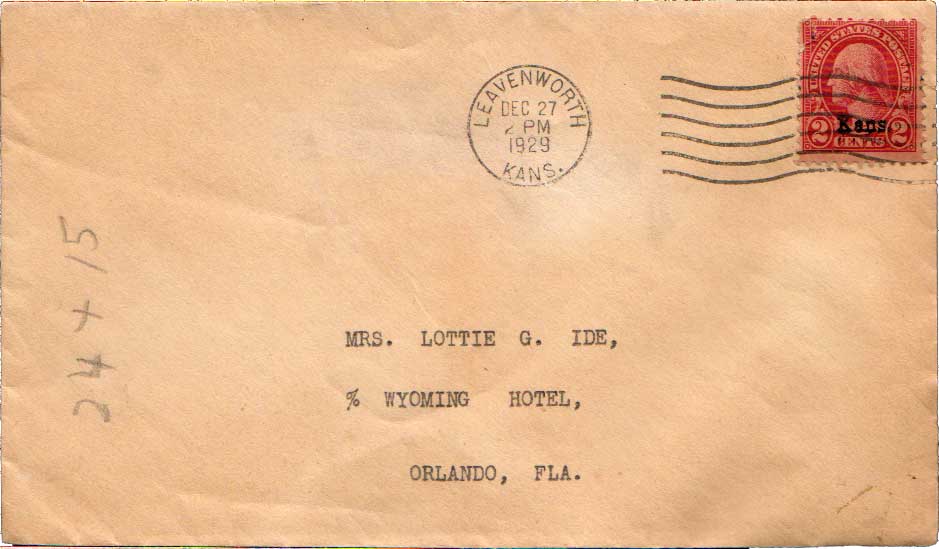 LEAVENWORTH
DEC 27
2 PM
1929
KANS.
UNITED STATES POSTAGE
Kans
2 CENTS 2
24 + 15
MRS. LOTTIE G. IDE,
% WYOMING HOTEL,
ORLANDO, FLA.